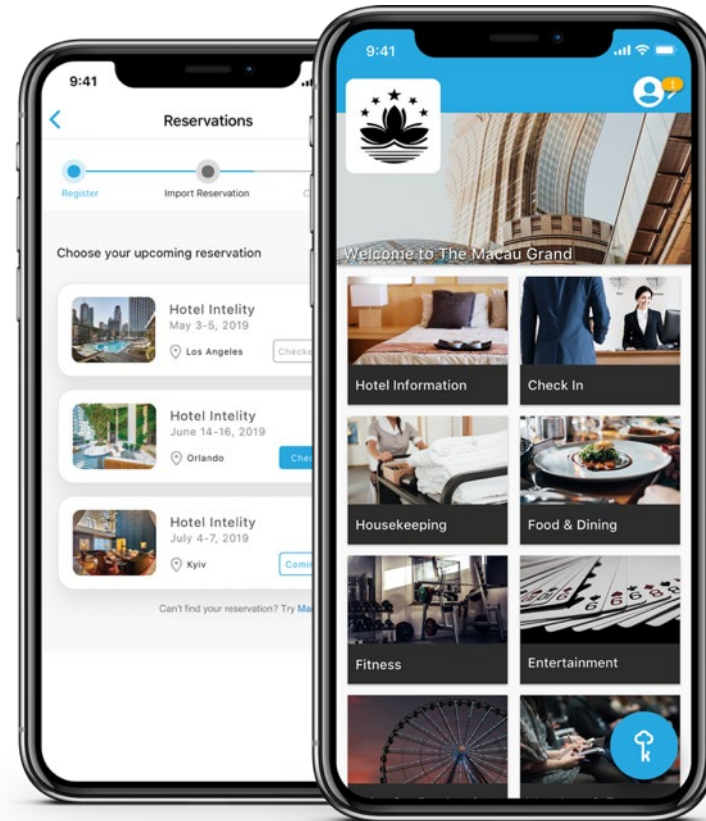 9:41
Reservations
Register
Import Reservation
Choose your upcoming reservation
Hotel Intelity
May 3-5, 2019
Los Angeles
Hotel Intelity
June 14-16, 2019
Orlando
Hotel Intelity
July 4-7, 2019
Kyiv
Can't find your reservation? Try
9:41
1
Welcome to The Macau Grand
Hotel Information
Check In
Housekeeping
Food & Dining
Fitness
Entertainment